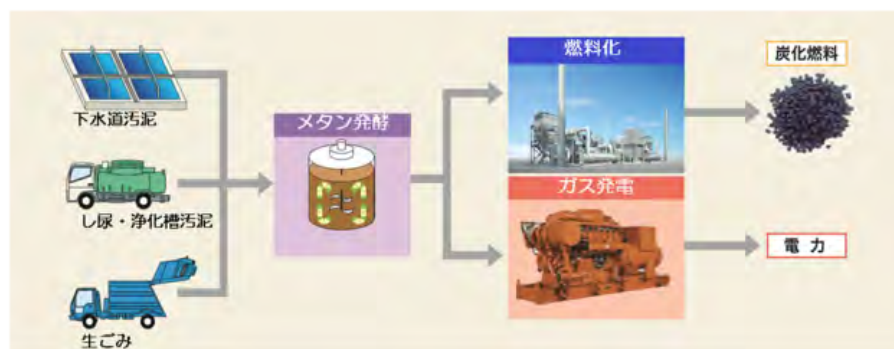 下水道汚泥
し尿・浄化槽汚泥
生ごみ
メタン発酵
燃料化
ガス発電
炭化燃料
電力